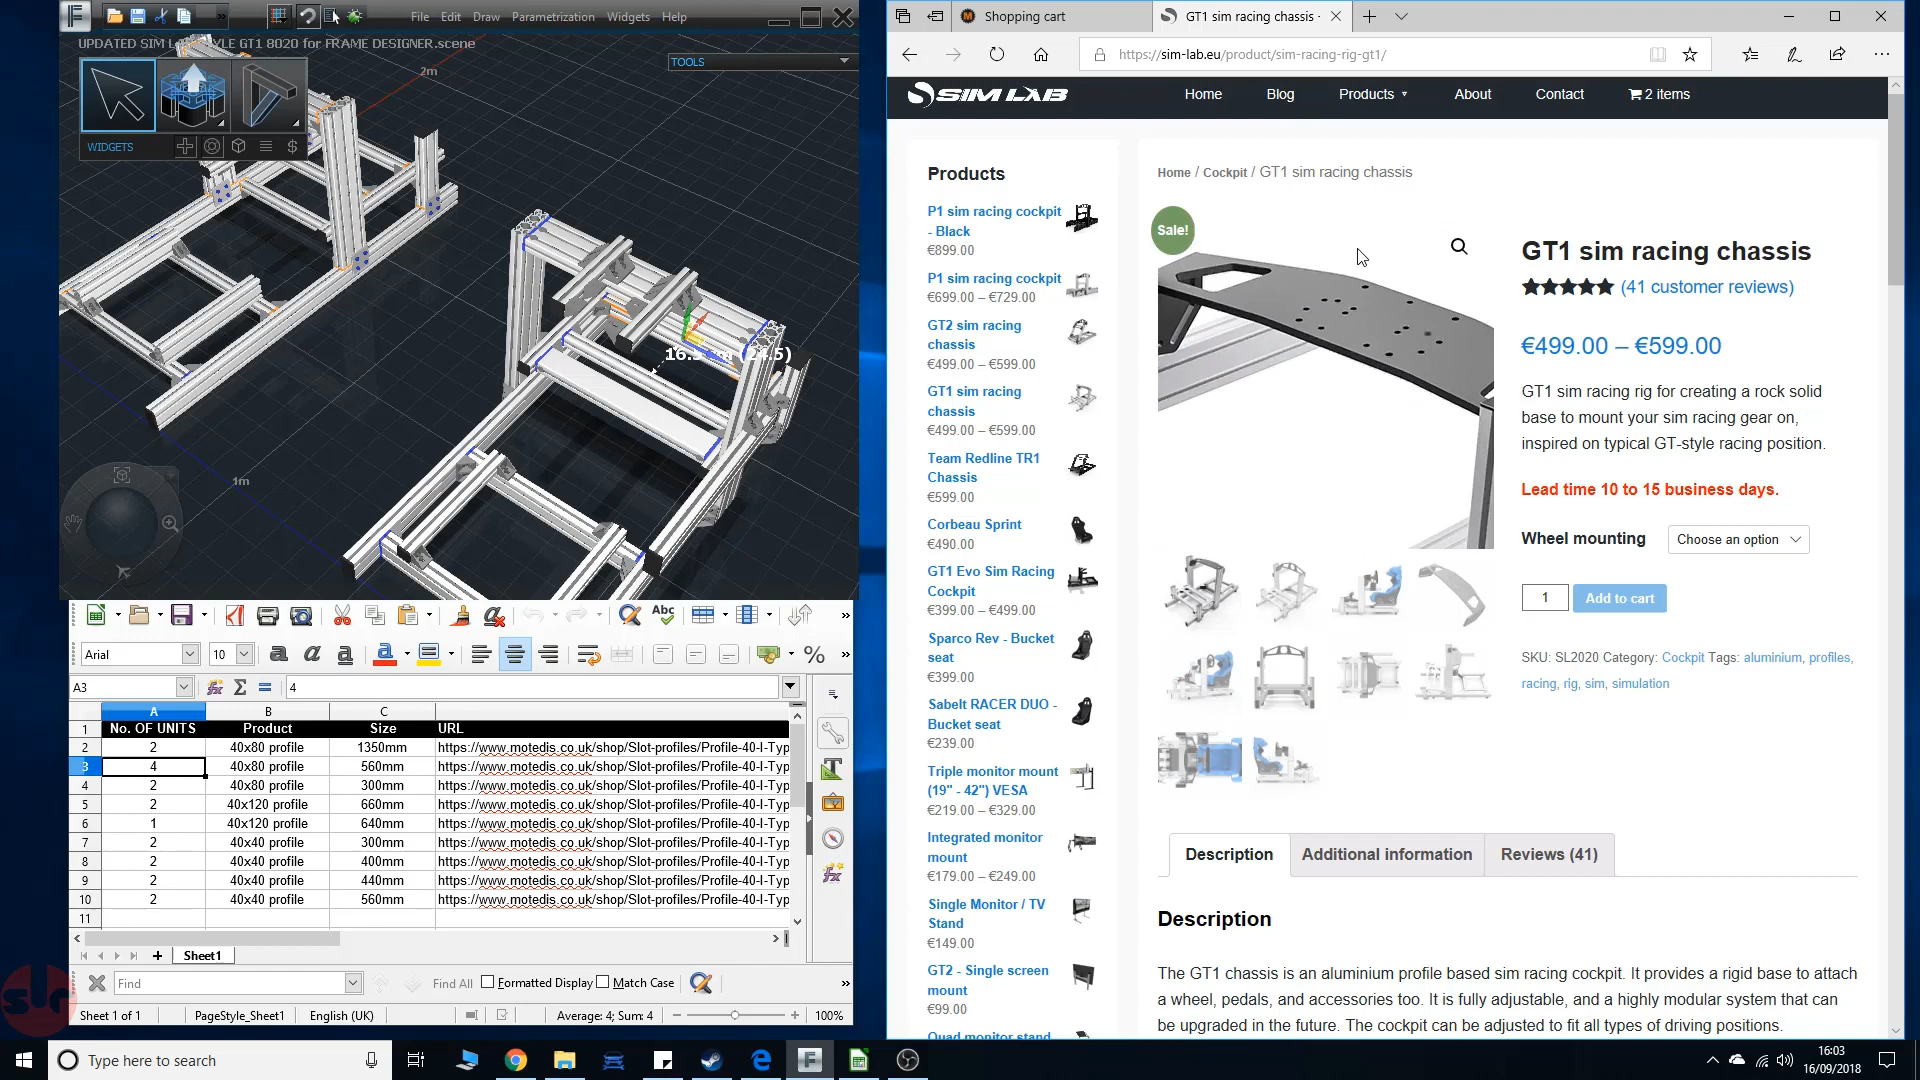 File Edit Draw Parametrization Widgets Help
UPDATED SIM L STYLE GT1 8020 for FRAME DESIGNER.scene
TOOLS
2m
WIDGETS
$
1m
Shopping cart
GT1 sim racing chassis -
https://sim-lab.eu/product/sim-racing-rig-gt1/
SIM LAB
Home Blog Products About Contact 2 items
Products
P1 sim racing cockpit
- Black
€899.00
P1 sim racing cockpit
€699.00 – €729.00
GT2 sim racing
chassis
€499.00 – €599.00
GT1 sim racing
chassis
€499.00 – €599.00
Team Redline TR1
Chassis
€599.00
Corbeau Sprint
€490.00
GT1 Evo Sim Racing
Cockpit
€399.00 – €499.00
Sparco Rev - Bucket
seat
€399.00
Sabelt RACER DUO -
Bucket seat
€239.00
Triple monitor mount
(19" - 42") VESA
€219.00 – €329.00
Integrated monitor
mount
€179.00 – €249.00
Single Monitor / TV
Stand
€149.00
GT2 - Single screen
mount
€99.00
Quad monitor stand
Home / Cockpit / GT1 sim racing chassis
Sale!
GT1 sim racing chassis
(41 customer reviews)
€499.00 – €599.00
GT1 sim racing rig for creating a rock solid
base to mount your sim racing gear on,
inspired on typical GT-style racing position.
Lead time 10 to 15 business days.
Wheel mounting Choose an option
1 Add to cart
SKU: SL2020 Category: Cockpit Tags: aluminium, profiles,
racing, rig, sim, simulation
Description Additional information Reviews (41)
Description
The GT1 chassis is an aluminium profile based sim racing cockpit. It provides a rigid base to attach
a wheel, pedals, and accessories too. It is fully adjustable, and a highly modular system that can
be upgraded in the future. The cockpit can be adjusted to fit all types of driving positions.
Arial 10
A3 4
A B C
1 No. OF UNITS Product Size URL
2 2 40x80 profile 1350mm https://www.motedis.co.uk/shop/Slot-profiles/Profile-40-I-Typ
3 4 40x80 profile 560mm https://www.motedis.co.uk/shop/Slot-profiles/Profile-40-I-Typ
4 2 40x80 profile 300mm https://www.motedis.co.uk/shop/Slot-profiles/Profile-40-I-Typ
5 2 40x120 profile 660mm https://www.motedis.co.uk/shop/Slot-profiles/Profile-40-I-Typ
6 1 40x120 profile 640mm https://www.motedis.co.uk/shop/Slot-profiles/Profile-40-I-Typ
7 2 40x40 profile 300mm https://www.motedis.co.uk/shop/Slot-profiles/Profile-40-I-Typ
8 2 40x40 profile 400mm https://www.motedis.co.uk/shop/Slot-profiles/Profile-40-I-Typ
9 2 40x40 profile 440mm https://www.motedis.co.uk/shop/Slot-profiles/Profile-40-I-Typ
10 2 40x40 profile 560mm https://www.motedis.co.uk/shop/Slot-profiles/Profile-40-I-Typ
11
Sheet1
Find Find All Formatted Display Match Case
Sheet 1 of 1 PageStyle_Sheet1 English (UK) Average: 4; Sum: 4 100%
Type here to search
16:03
16/09/2018